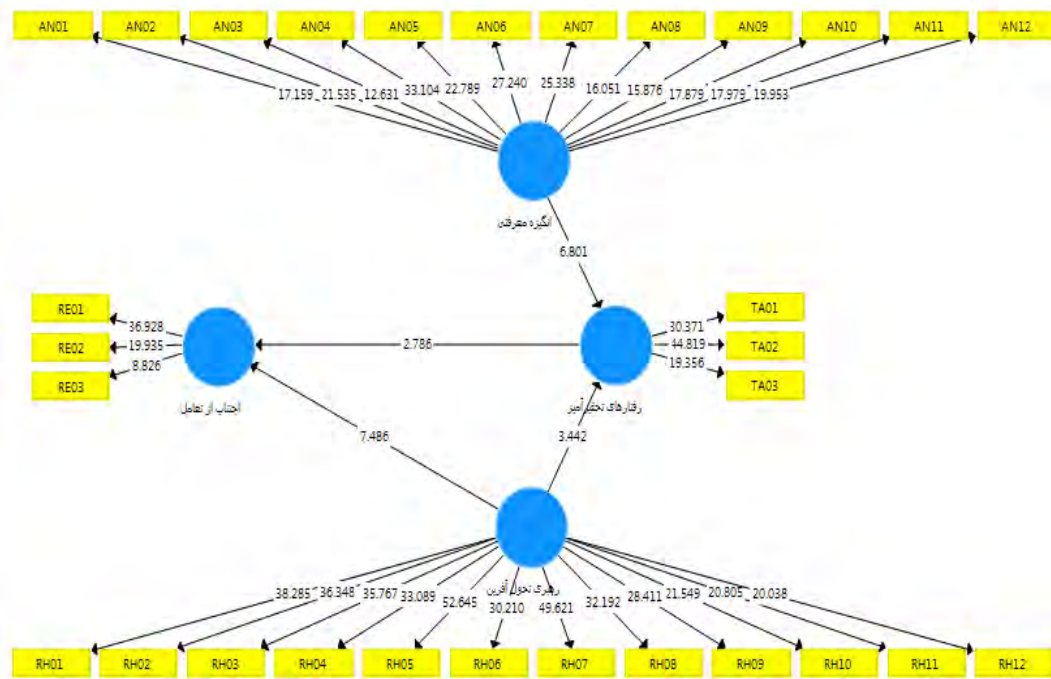 AN01 AN02 AN03 AN04 AN05 AN06 AN07 AN08 AN09 AN10 AN11 AN12
17.159 21.535 12.631 33.104 22.789 27.240 25.338 16.051 15.876 17.879 17.979 19.953
انگیزه معرفتی
6.801
RE01
RE02
RE03
36.928
19.935
8.826
اجتناب از تعامل
2.786
TA01
TA02
TA03
30.371
44.819
19.356
رفتارهای تحقیرآمیز
7.486
3.442
رهبری تحول آفرین
38.285 36.348 35.767 33.089 52.645 30.210 49.621 32.192 28.411 21.549 20.805 20.038
RH01 RH02 RH03 RH04 RH05 RH06 RH07 RH08 RH09 RH10 RH11 RH12